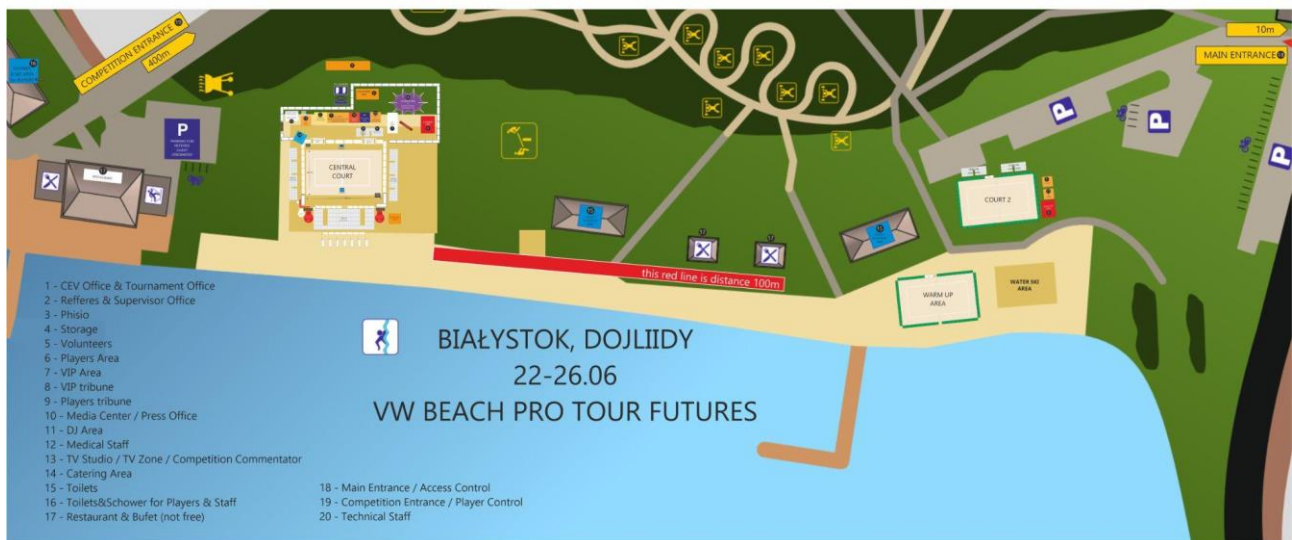 COMPETITION ENTRANCE 19
400m
10m
MAIN ENTRANCE 18
P
P
P
P
CENTRAL
COURT
COURT 2
this red line is distance 100m
WARM UP
AREA
WATER SKI
AREA
1 - CEV Office & Tournament Office
2 - Refferes & Supervisor Office
3 - Phisio
4 - Storage
5 - Volunteers
6 - Players Area
7 - VIP Area
8 - VIP tribune
9 - Players tribune
10 - Media Center / Press Office
11 - DJ Area
12 - Medical Staff
13 - TV Studio / TV Zone / Competition Commentator
14 - Catering Area
15 - Toilets
16 - Toilets&Schower for Players & Staff
17 - Restaurant & Bufet (not free)
18 - Main Entrance / Access Control
19 - Competition Entrance / Player Control
20 - Technical Staff
BIAŁYSTOK, DOJLIIDY
22-26.06
VW BEACH PRO TOUR FUTURES